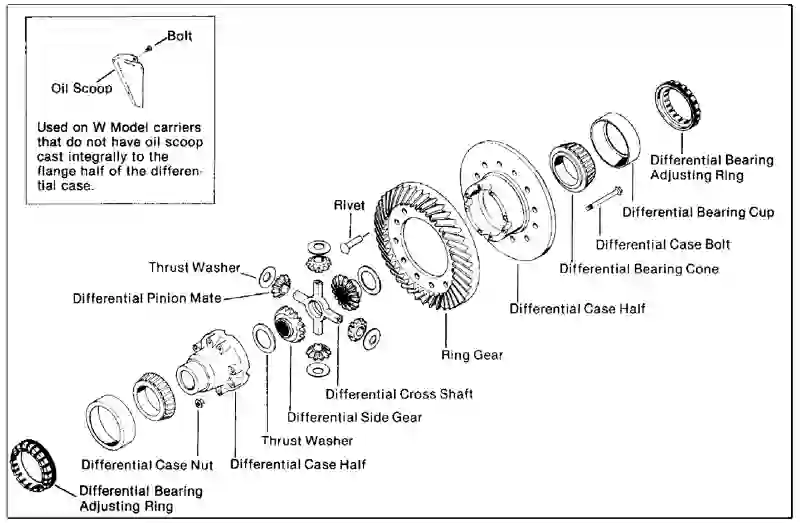 Bolt
Oil Scoop
Used on W Model carriers
that do not have oil scoop
cast integrally to the
flange half of the differen-
tial case.
Differential Bearing
Adjusting Ring
Rivet
Differential Bearing Cup
Differential Case Bolt
Thrust Washer
Differential Bearing Cone
Differential Pinion Mate
Differential Case Half
Ring Gear
Differential Cross Shaft
Differential Side Gear
Thrust Washer
Differential Case Nut
Differential Case Half
Differential Bearing
Adjusting Ring